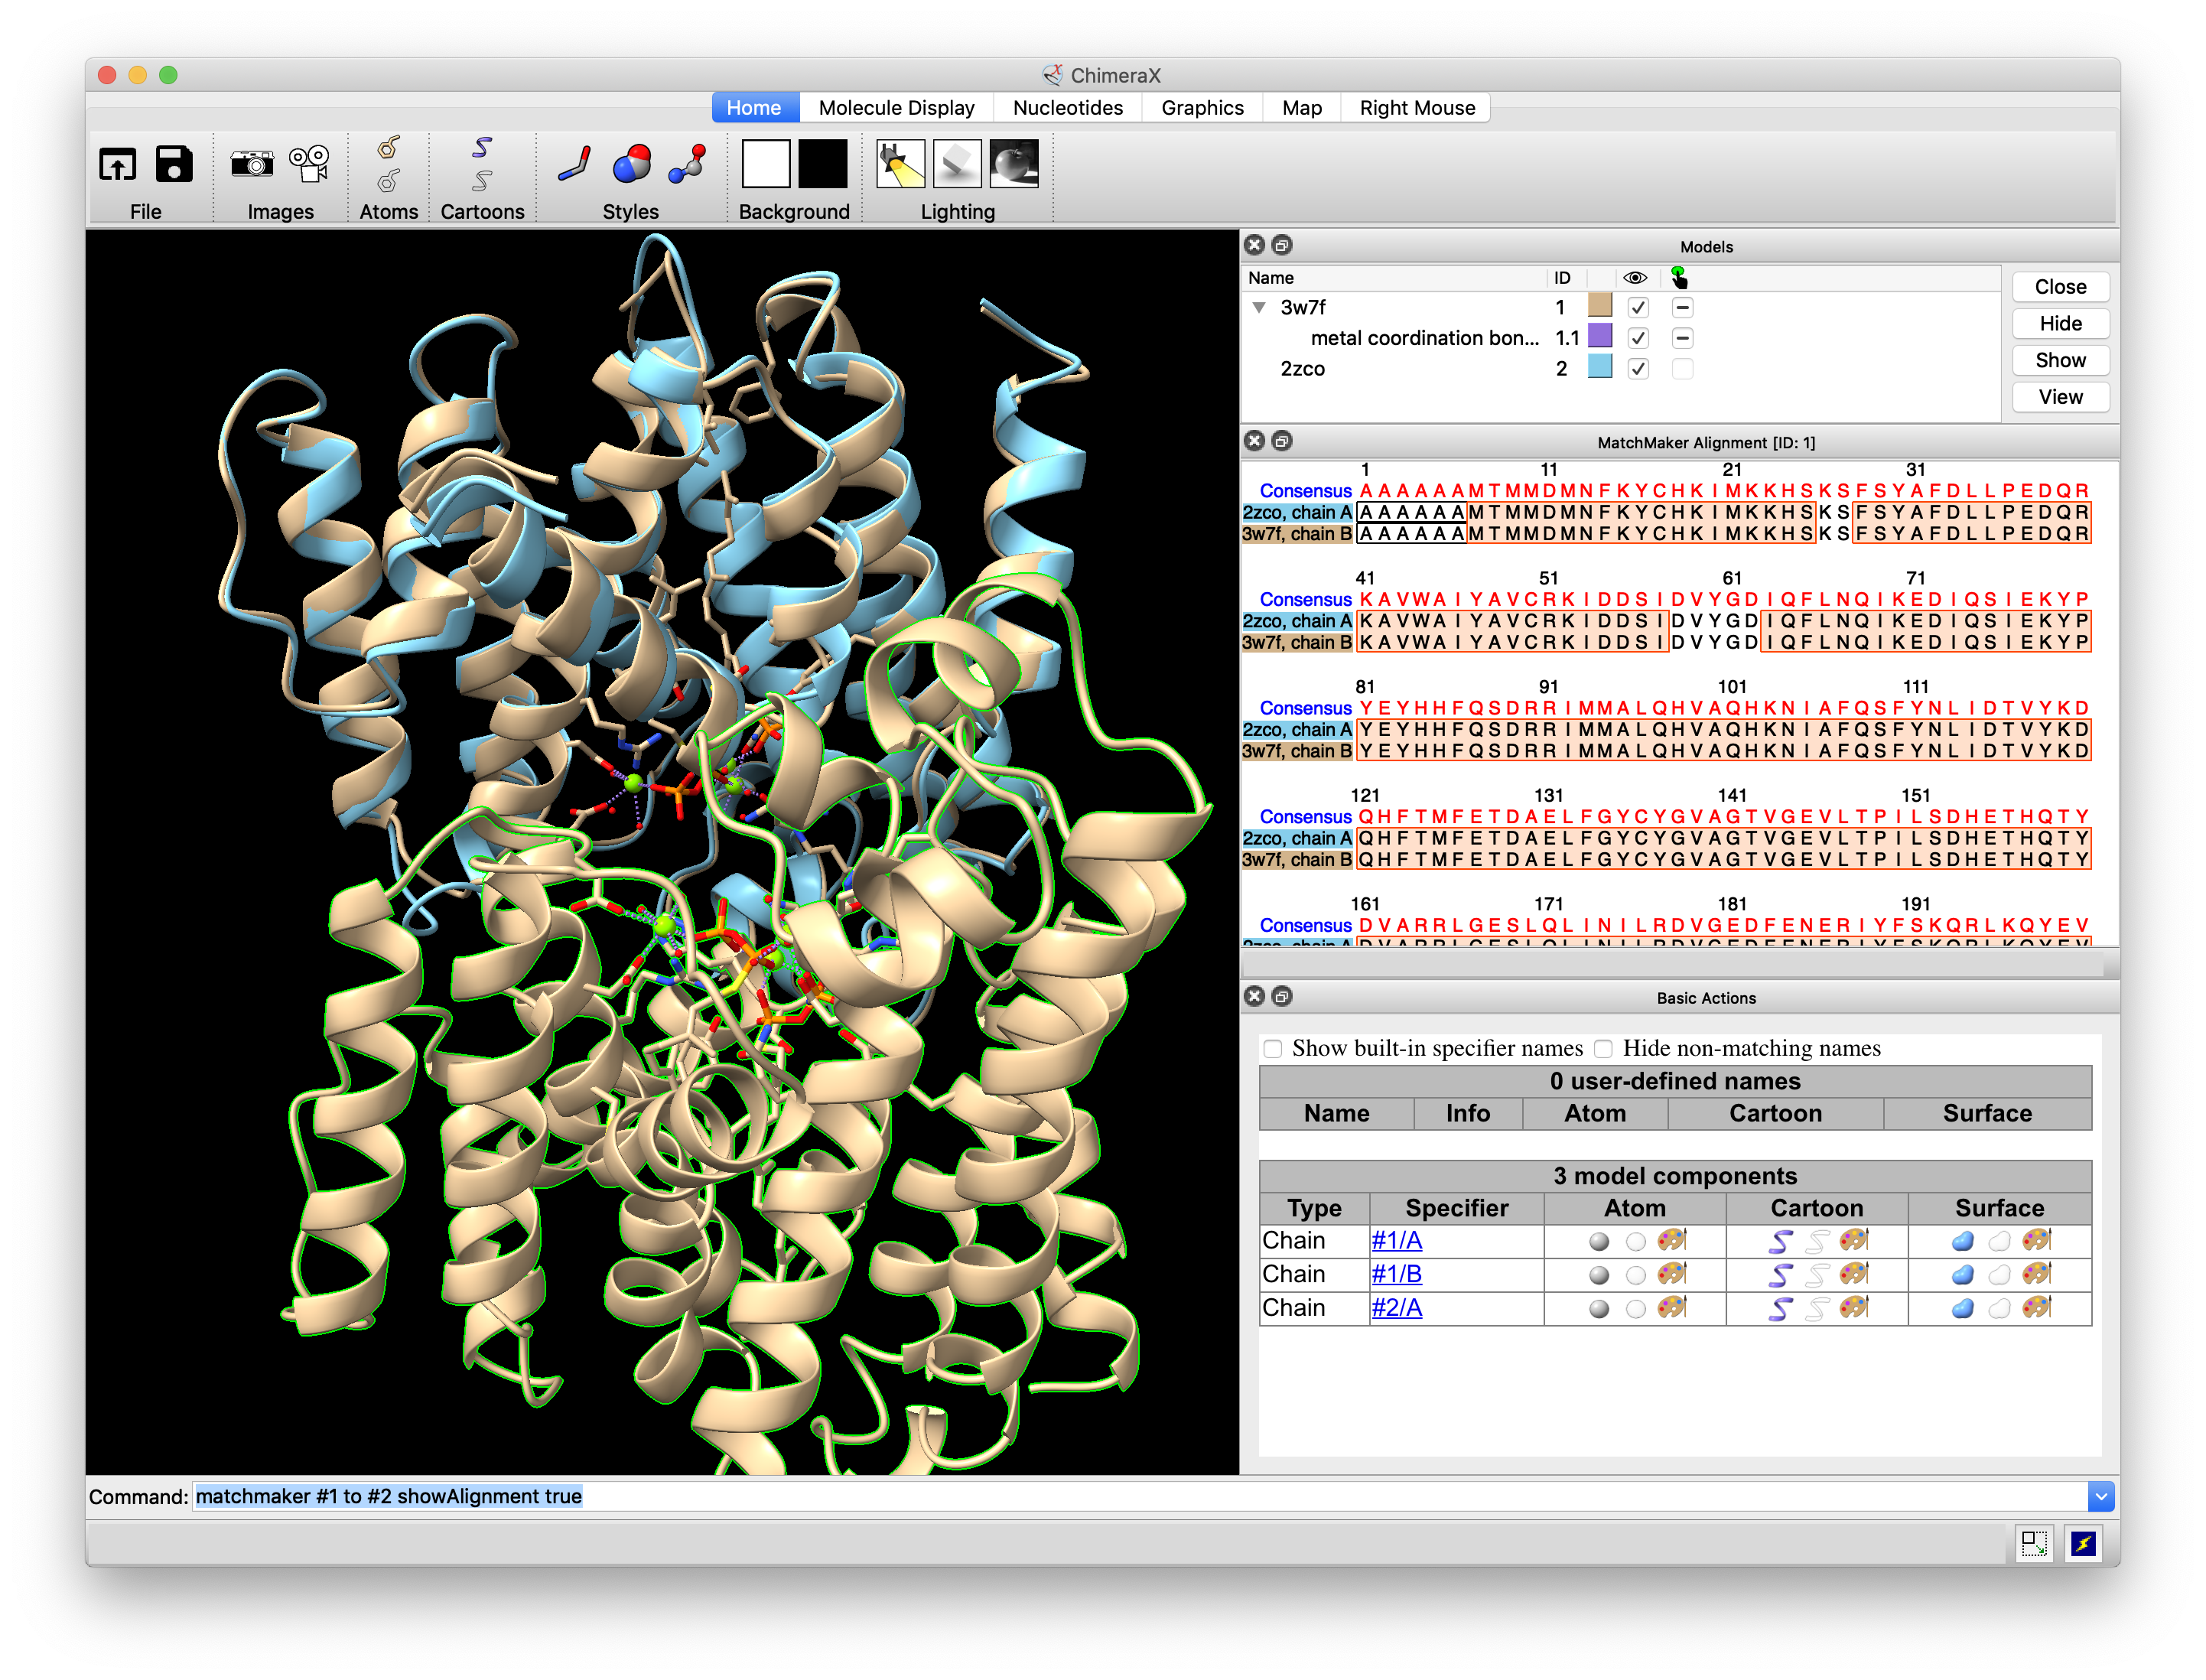 ChimeraX
Home Molecule Display Nucleotides Graphics Map Right Mouse
File Images Atoms Cartoons Styles Background Lighting
Models
Name ID
3w7f 1
metal coordination bon... 1.1
2zco 2
Close
Hide
Show
View
MatchMaker Alignment [ID: 1]
1 11 21 31
Consensus AAAAAAMTMMDMNFKYCHKIMKKHSKSFSYAFDLLPEDQR
2zco, chain A AAAAAAMTMMDMNFKYCHKIMKKHSKSFSYAFDLLPEDQR
3w7f, chain B AAAAAAMTMMDMNFKYCHKIMKKHSKSFSYAFDLLPEDQR
41 51 61 71
Consensus KAVWAIYAVCRKIDDSIDVYGDIQFLNQIKEDIQSIEKYP
2zco, chain A KAVWAIYAVCRKIDDSIDVYGDIQFLNQIKEDIQSIEKYP
3w7f, chain B KAVWAIYAVCRKIDDSIDVYGDIQFLNQIKEDIQSIEKYP
81 91 101 111
Consensus YEYHHFQSDRRIMMALQHVAQHKNIAFQSFYNLIDTVYKD
2zco, chain A YEYHHFQSDRRIMMALQHVAQHKNIAFQSFYNLIDTVYKD
3w7f, chain B YEYHHFQSDRRIMMALQHVAQHKNIAFQSFYNLIDTVYKD
121 131 141 151
Consensus QHFTMFETDAELFGYCYGVAGTVGEVLTPILSDHETHQTY
2zco, chain A QHFTMFETDAELFGYCYGVAGTVGEVLTPILSDHETHQTY
3w7f, chain B QHFTMFETDAELFGYCYGVAGTVGEVLTPILSDHETHQTY
161 171 181 191
Consensus DVARRLGESLQLINILRDVGEDFENERIYFSKQRLKQYEV
2zco, chain A DVARRLGESLQLINILRDVGEDFENERIYFSKQRLKQYEV
Basic Actions
Show built-in specifier names Hide non-matching names
0 user-defined names
Name Info Atom Cartoon Surface
3 model components
Type Specifier Atom Cartoon Surface
Chain #1/A
Chain #1/B
Chain #2/A
Command: matchmaker #1 to #2 showAlignment true